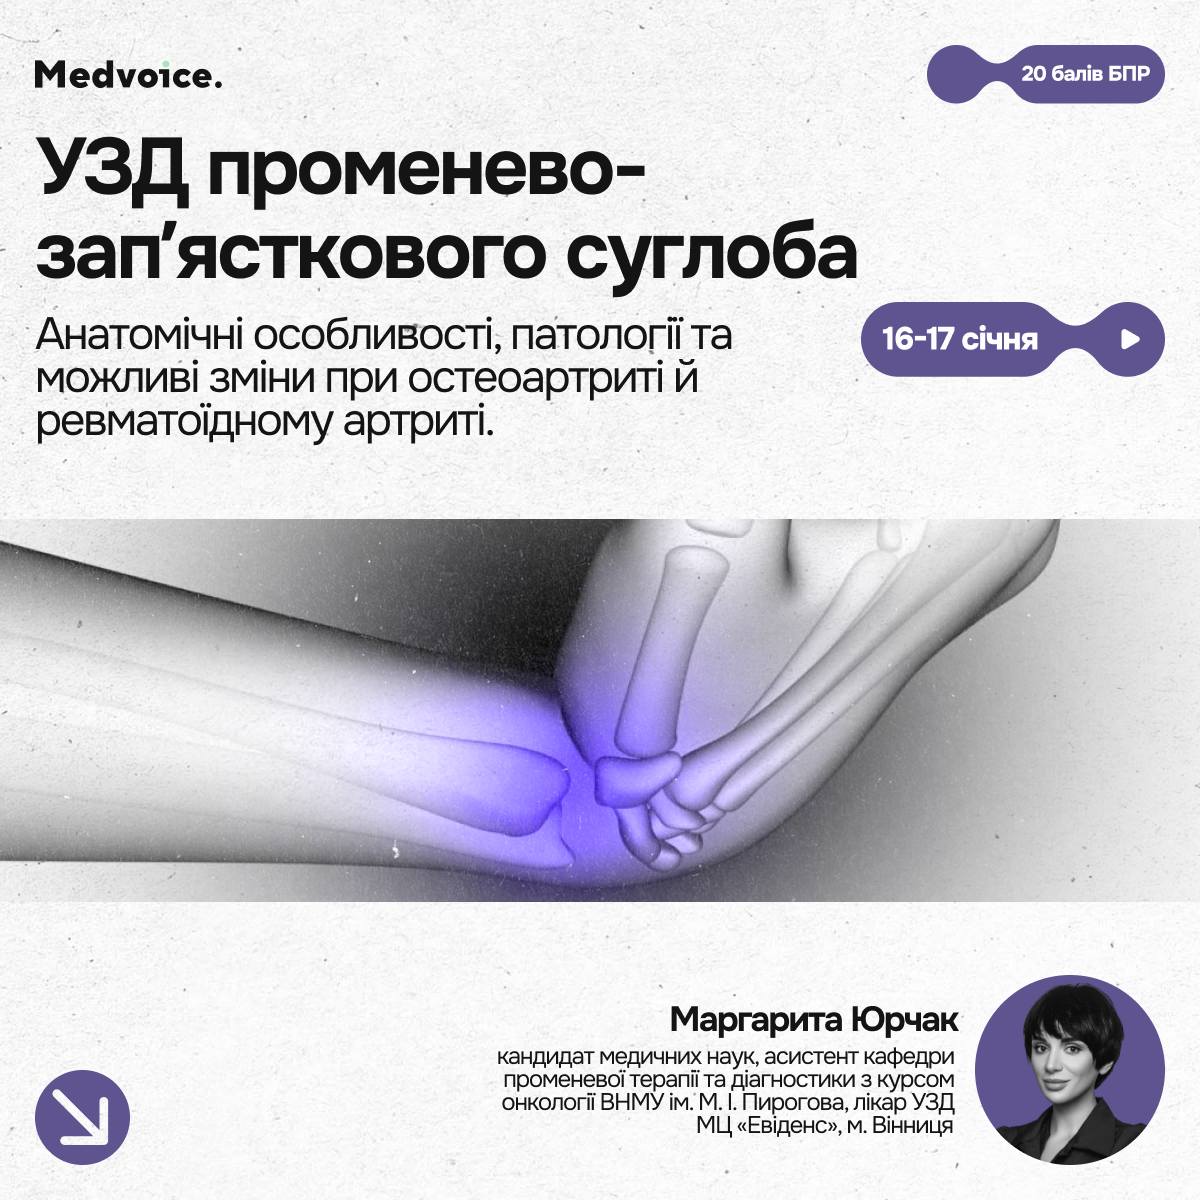 Medvoice.
20 балів БПР
УЗД променево-
зап’ясткового суглоба
Анатомічні особливості, патології та
можливі зміни при остеоартриті й
ревматоїдному артриті.
16-17 січня
Маргарита Юрчак
кандидат медичних наук, асистент кафедри
променевої терапії та діагностики з курсом
онкології ВНМУ ім. М. І. Пирогова, лікар УЗД
МЦ «Евіденс», м. Вінниця